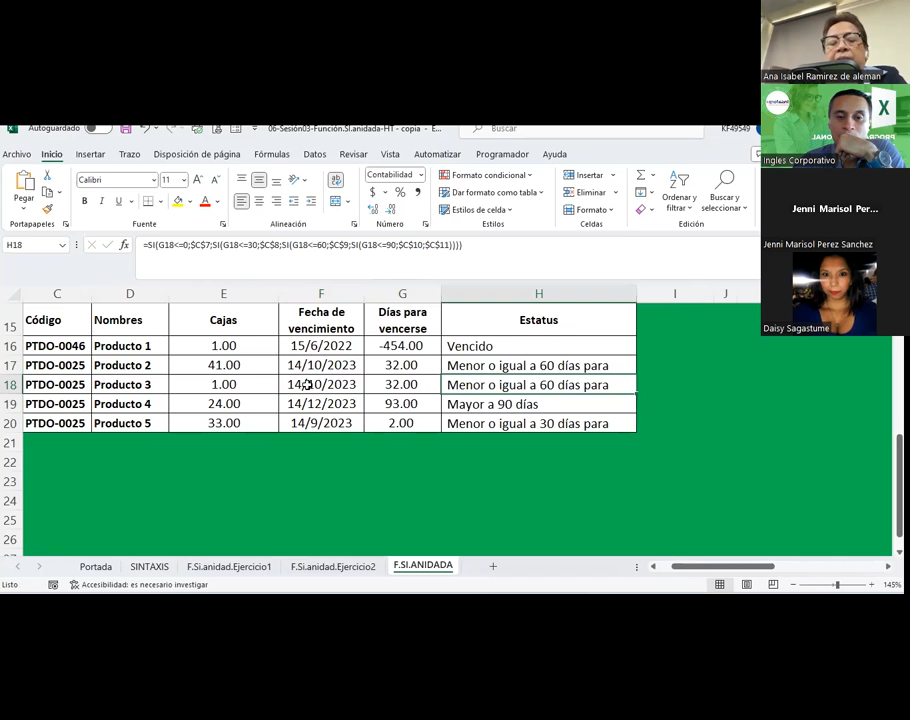 Autoguardado
06-Sesión03-Función.SI.anidada-HT - copia - E...
Buscar
KF49549
Archivo Inicio Insertar Trazo Disposición de página Fórmulas Datos Revisar Vista Automatizar Programador Ayuda
Pegar
Calibri
11
N K S
Contabilidad
$ % 
Formato condicional
Dar formato como tabla
Estilos de celda
Insertar
Eliminar
Formato
Ordenar y filtrar
Buscar y seleccionar
Portapapeles Fuente Alineación Número Estilos Celdas Edición
H18
fx
=SI(G18<=0;$C$7;SI(G18<=30;$C$8;SI(G18<=60;$C$9;SI(G18<=90;$C$10;$C$11))))
C D E F G H I J
15 Código Nombres Cajas Fecha de vencimiento Días para vencerse Estatus
16 PTDO-0046 Producto 1 1.00 15/6/2022 -454.00 Vencido
17 PTDO-0025 Producto 2 41.00 14/10/2023 32.00 Menor o igual a 60 días para
18 PTDO-0025 Producto 3 1.00 14/10/2023 32.00 Menor o igual a 60 días para
19 PTDO-0025 Producto 4 24.00 14/12/2023 93.00 Mayor a 90 días
20 PTDO-0025 Producto 5 33.00 14/9/2023 2.00 Menor o igual a 30 días para
21
22
23
24
25
26
Portada SINTAXIS F.Si.anidad.Ejercicio1 F.Si.anidad.Ejercicio2 F.SI.ANIDADA
Listo
Accesibilidad: es necesario investigar
145%
Ana Isabel Ramirez de aleman
X
Ingles Corporativo
Jenni Marisol Per...
Jenni Marisol Perez Sanchez
Daisy Sagastume